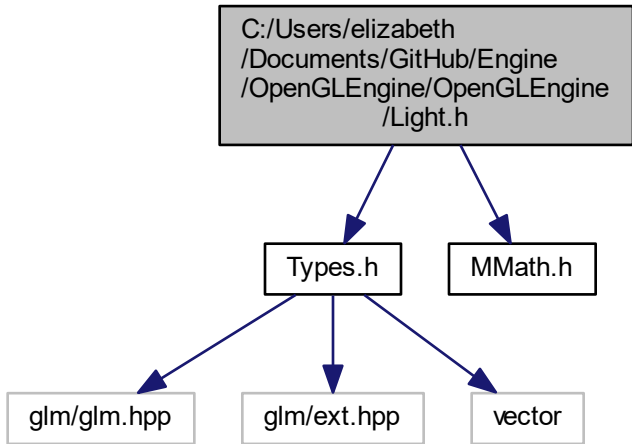 C:/Users/elizabeth
/Documents/GitHub/Engine
/OpenGLEngine/OpenGLEngine
/Light.h
Types.h
MMath.h
glm/glm.hpp
glm/ext.hpp
vector